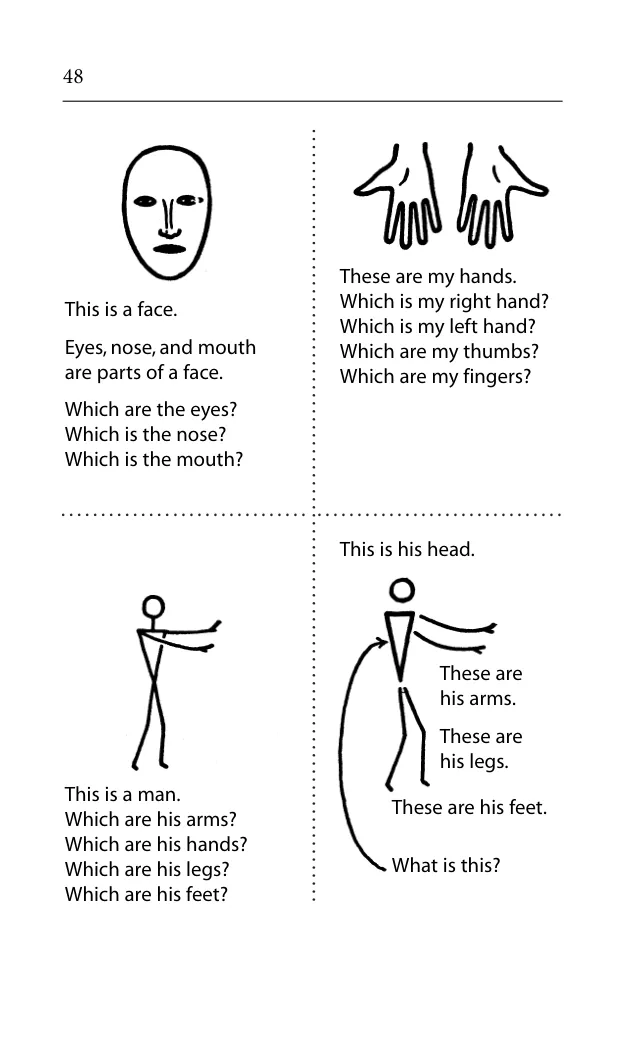 48
This is a face.
Eyes, nose, and mouth
are parts of a face.
Which are the eyes?
Which is the nose?
Which is the mouth?
These are my hands.
Which is my right hand?
Which is my left hand?
Which are my thumbs?
Which are my fingers?
This is a man.
Which are his arms?
Which are his hands?
Which are his legs?
Which are his feet?
This is his head.
These are
his arms.
These are
his legs.
These are his feet.
What is this?